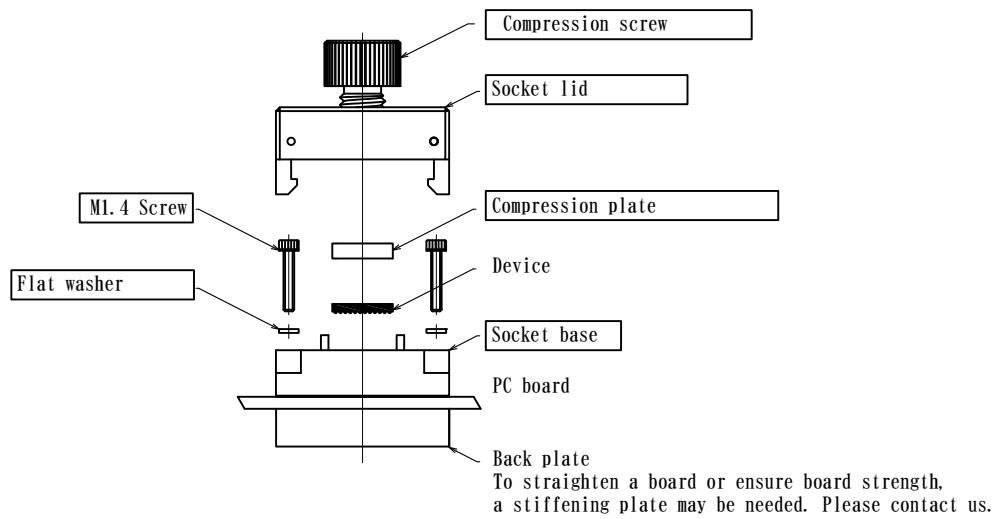 Compression screw
Socket lid
M1.4 Screw
Compression plate
Device
Flat washer
Socket base
PC board
Back plate
To straighten a board or ensure board strength,
a stiffening plate may be needed. Please contact us.